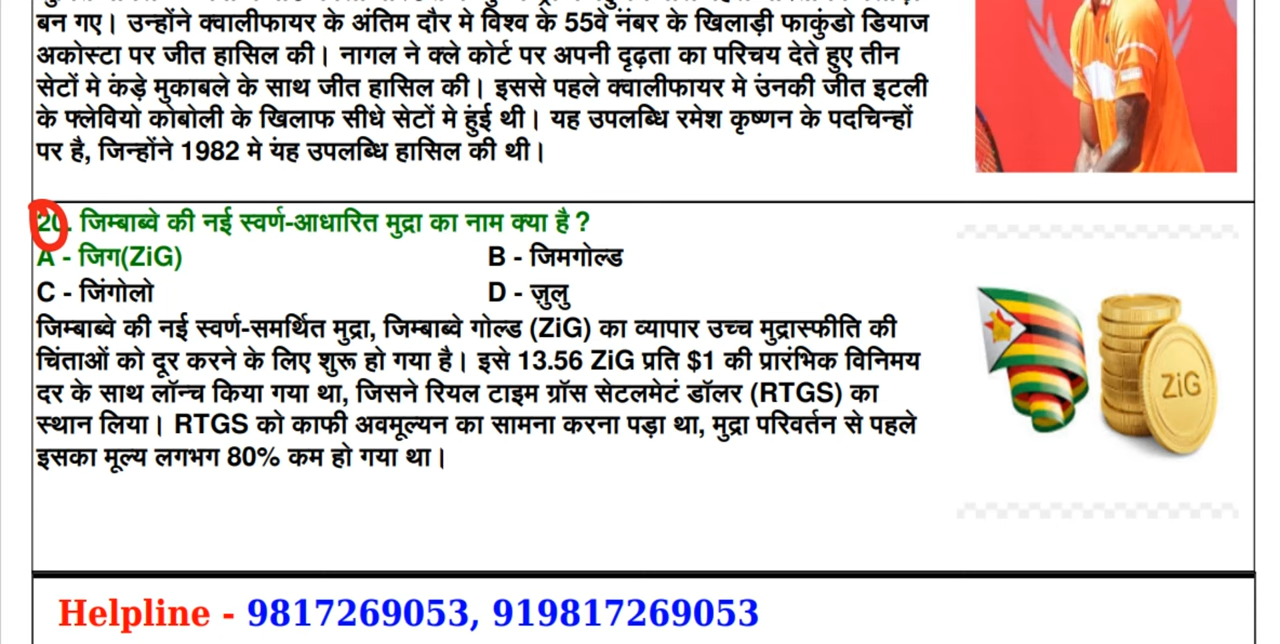 बन गए। उन्होंने क्वालीफायर के अंतिम दौर मे विश्व के 55वे नंबर के खिलाड़ी फाकुंडो डियाज
अकोस्टा पर जीत हासिल की। नागल ने क्ले कोर्ट पर अपनी दृढ़ता का परिचय देते हुए तीन
सेटों मे कंड़े मुकाबले के साथ जीत हासिल की। इससे पहले क्वालीफायर मे उंनकी जीत इटली
के फ्लेवियो कोबोली के खिलाफ सीधे सेटों मे हुंई थी। यह उपलब्धि रमेश कृष्णन के पदचिन्हों
पर है, जिन्होंने 1982 मे यंह उपलब्धि हासिल की थी।
20. जिम्बाब्वे की नई स्वर्ण-आधारित मुद्रा का नाम क्या है ?
A - जिग(ZiG) B - जिमगोल्ड
C - जिंगोलो D - ज़ुलु
जिम्बाब्वे की नई स्वर्ण-समर्थित मुद्रा, जिम्बाब्वे गोल्ड (ZiG) का व्यापार उच्च मुद्रास्फीति की
चिंताओं को दूर करने के लिए शुरू हो गया है। इसे 13.56 ZiG प्रति $1 की प्रारंभिक विनिमय
दर के साथ लॉन्च किया गया था, जिसने रियल टाइम ग्रॉस सेटलमेटं डॉलर (RTGS) का
स्थान लिया। RTGS को काफी अवमूल्यन का सामना करना पड़ा था, मुद्रा परिवर्तन से पहले
इसका मूल्य लगभग 80% कम हो गया था।
ZiG
Helpline - 9817269053, 919817269053